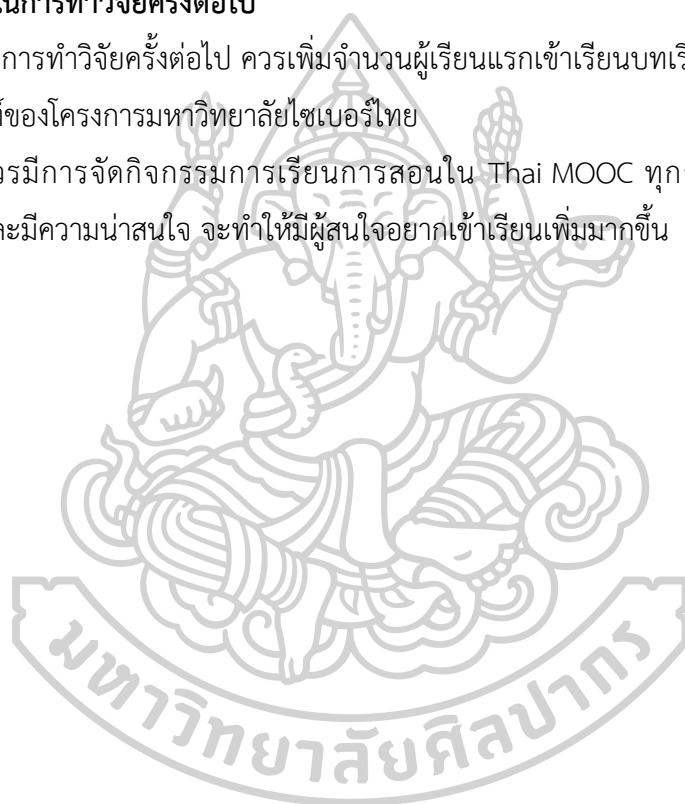 ในการทำวิจัยครั้งต่อไป
การทำวิจัยครั้งต่อไป ควรเพิ่มจำนวนผู้เรียนแรกเข้าเรียน
ของโครงการมหาวิทยาลัยไซเบอร์ไทย
มีการจัดกิจกรรมการเรียนการสอนใน Thai MOOC ทุก
มีความน่าสนใจ จะทำให้มีผู้สนใจอยากเข้าเรียนเพิ่มมากขึ้น
มหาวิทยาลัยศิลปากร